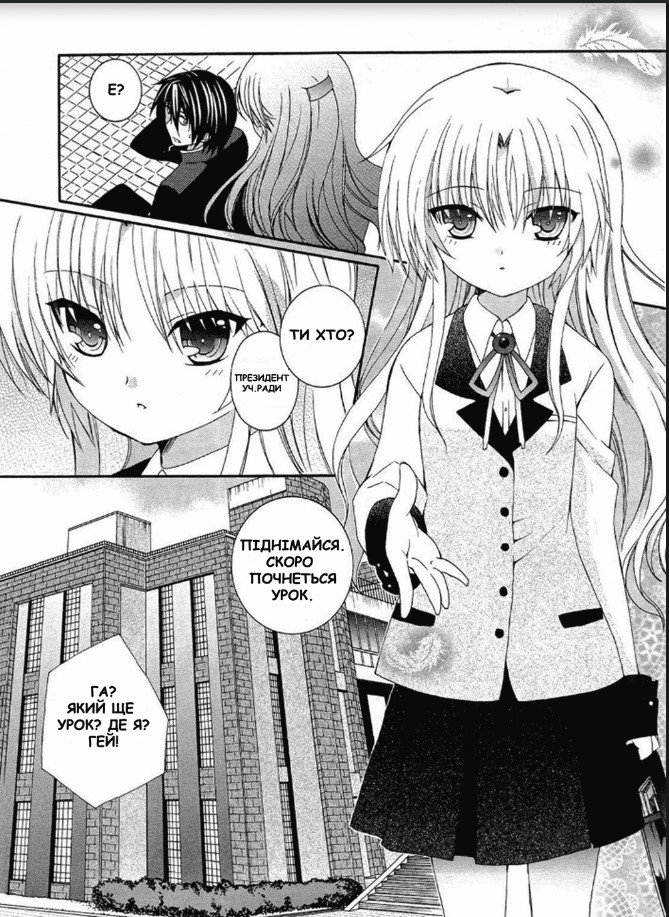 Е?
ТИ ХТО?
ПРЕЗИДЕНТ
УЧ.РАДИ
ПІДНІМАЙСЯ.
СКОРО
ПОЧНЕТЬСЯ
УРОК.
ГА?
ЯКИЙ ЩЕ
УРОК? ДЕ Я?
ГЕЙ!